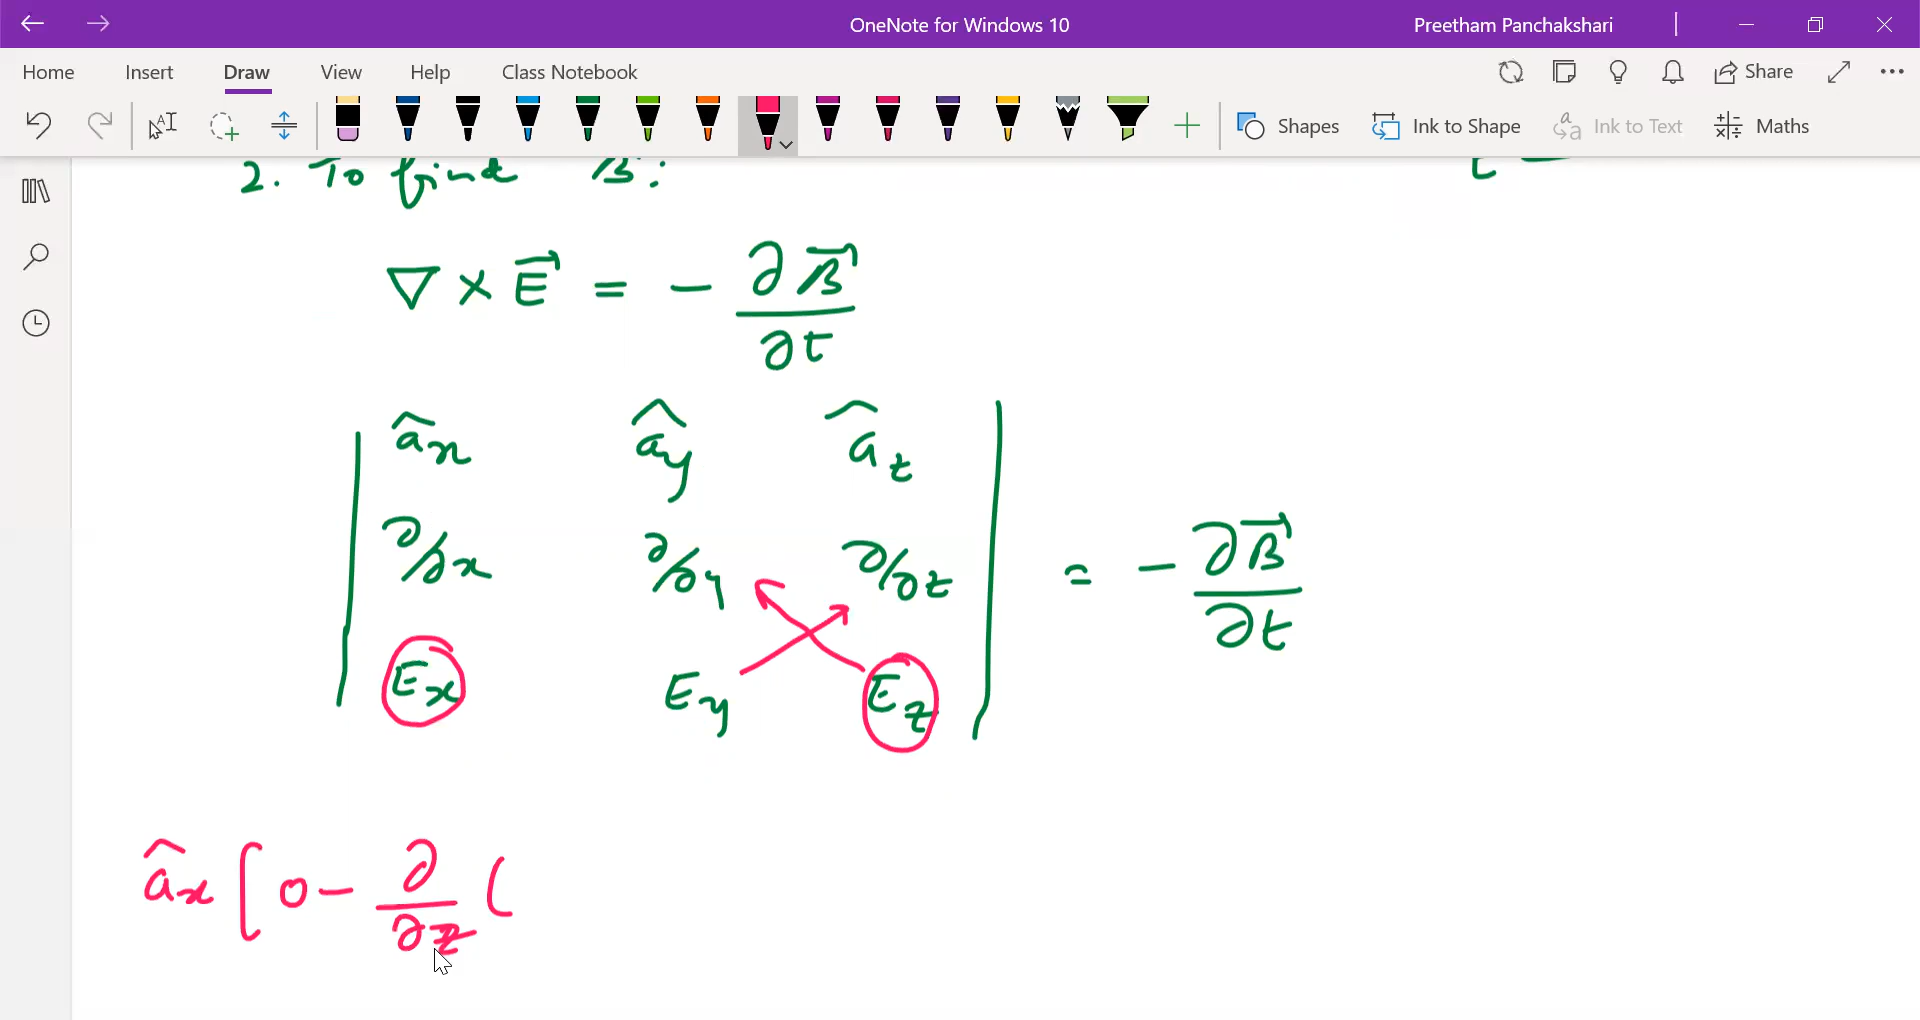 OneNote for Windows 10
Preetham Panchakshari
Home Insert Draw View Help Class Notebook
Share
Shapes Ink to Shape Ink to Text Maths
2. To find B⃗:
t
∇ × E⃗ = - ∂B⃗/∂t
âx ây âz
∂/∂x ∂/∂y ∂/∂z = - ∂B⃗/∂t
Ex Ey Ez
âx [ 0 - ∂/∂z (